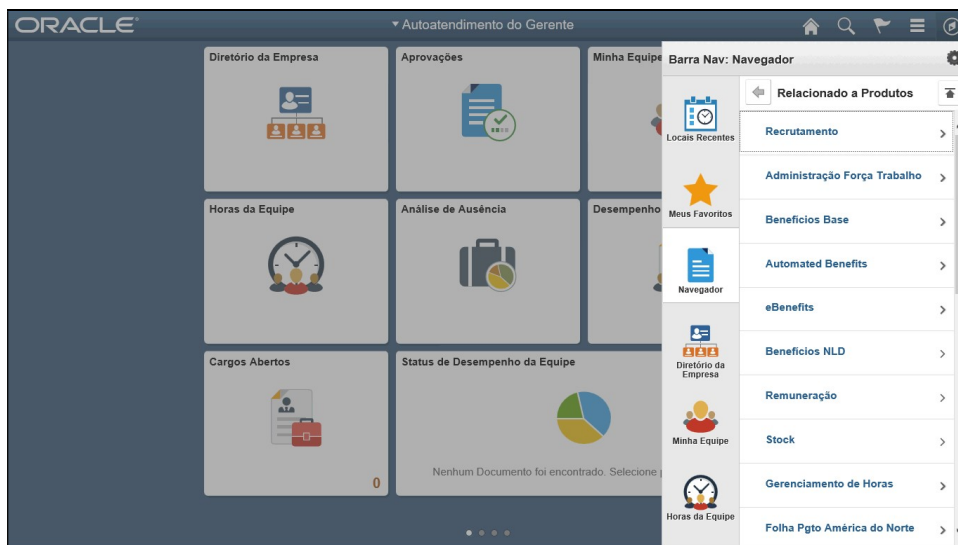 ORACLE
Autoatendimento do Gerente
Diretório da Empresa
Aprovações
Minha Equipe
Horas da Equipe
Análise de Ausência
Desempenho
Cargos Abertos
0
Status de Desempenho da Equipe
Nenhum Documento foi encontrado. Selecione
Barra Nav: Navegador
Locais Recentes
Meus Favoritos
Navegador
Diretório da
Empresa
Minha Equipe
Horas da Equipe
Relacionado a Produtos
Recrutamento
Administração Força Trabalho
Benefícios Base
Automated Benefits
eBenefits
Benefícios NLD
Remuneração
Stock
Gerenciamento de Horas
Folha Pgto América do Norte